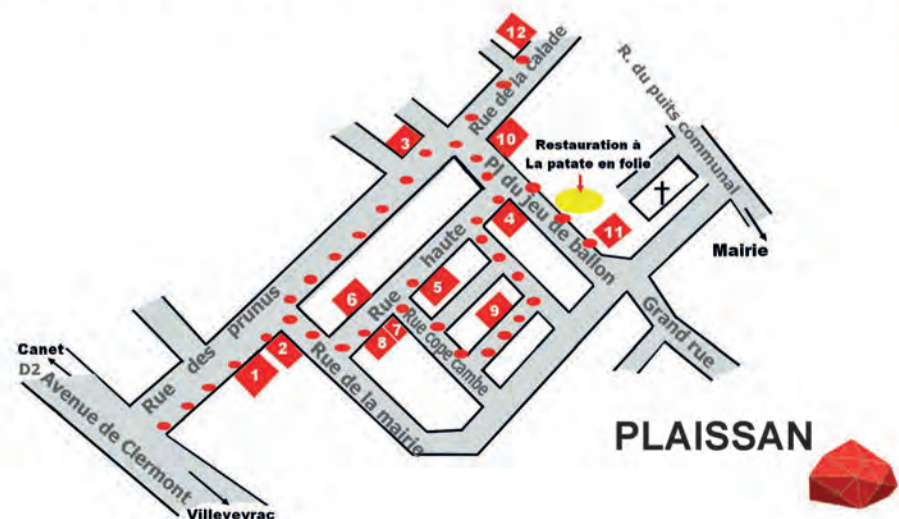 12
Rue de la calade
R. du puits communal
3
10
Restauration à
La patate en folie
Pl du jeu de ballon
4
11
Mairie
Rue haute
5
6
9
7
8
Rue cope cambe
Grand rue
Rue des prunus
2
1
Rue de la mairie
Canet
D2
Avenue de Clermont
Villeveyrac
PLAISSAN